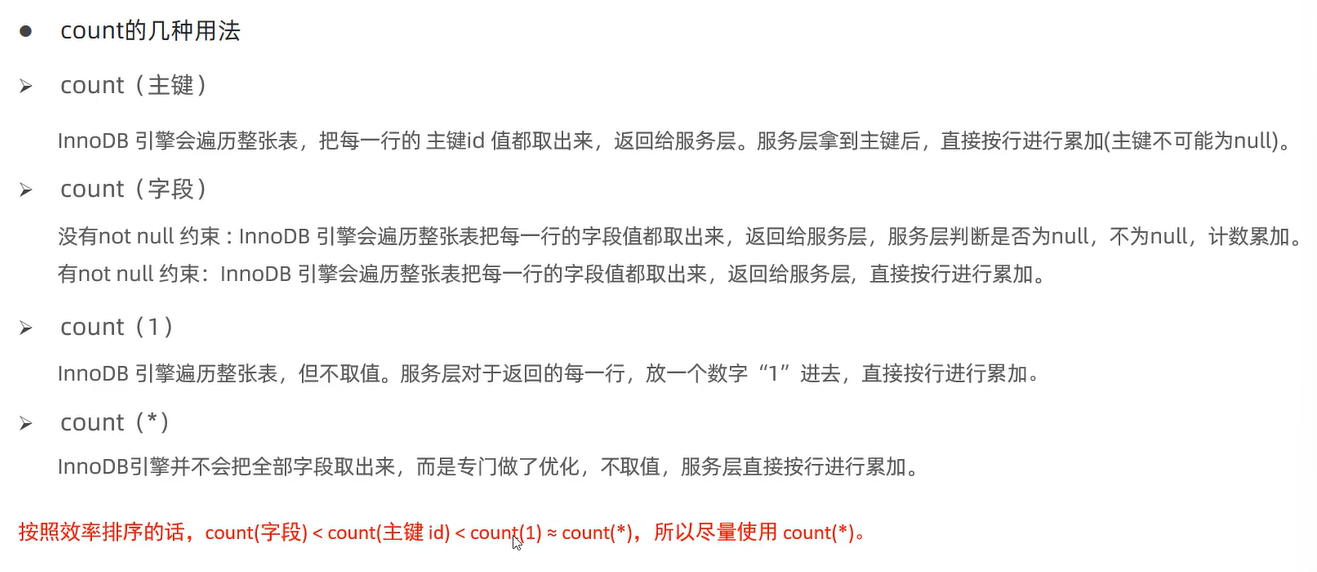 ● count的几种用法
➢ count（主键）
InnoDB 引擎会遍历整张表，把每一行的 主键id 值都取出来，返回给服务层。服务层拿到主键后，直接按行进行累加(主键不可能为null)。
➢ count（字段）
没有not null 约束 : InnoDB 引擎会遍历整张表把每一行的字段值都取出来，返回给服务层，服务层判断是否为null，不为null，计数累加。
有not null 约束：InnoDB 引擎会遍历整张表把每一行的字段值都取出来，返回给服务层，直接按行进行累加。
➢ count（1）
InnoDB 引擎遍历整张表，但不取值。服务层对于返回的每一行，放一个数字“1”进去，直接按行进行累加。
➢ count（*）
InnoDB引擎并不会把全部字段取出来，而是专门做了优化，不取值，服务层直接按行进行累加。
按照效率排序的话，count(字段) < count(主键 id) < count(1) ≈ count(*)，所以尽量使用 count(*)。